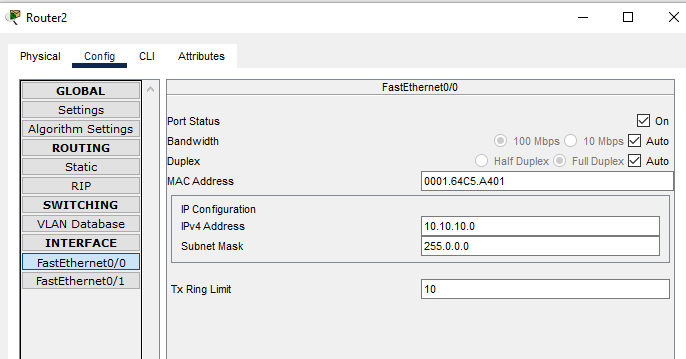 Router2
Physical Config CLI Attributes
GLOBAL
Settings
Algorithm Settings
ROUTING
Static
RIP
SWITCHING
VLAN Database
INTERFACE
FastEthernet0/0
FastEthernet0/1
FastEthernet0/0
Port Status On
Bandwidth 100 Mbps 10 Mbps Auto
Duplex Half Duplex Full Duplex Auto
MAC Address 0001.64C5.A401
IP Configuration
IPv4 Address 10.10.10.0
Subnet Mask 255.0.0.0
Tx Ring Limit 10